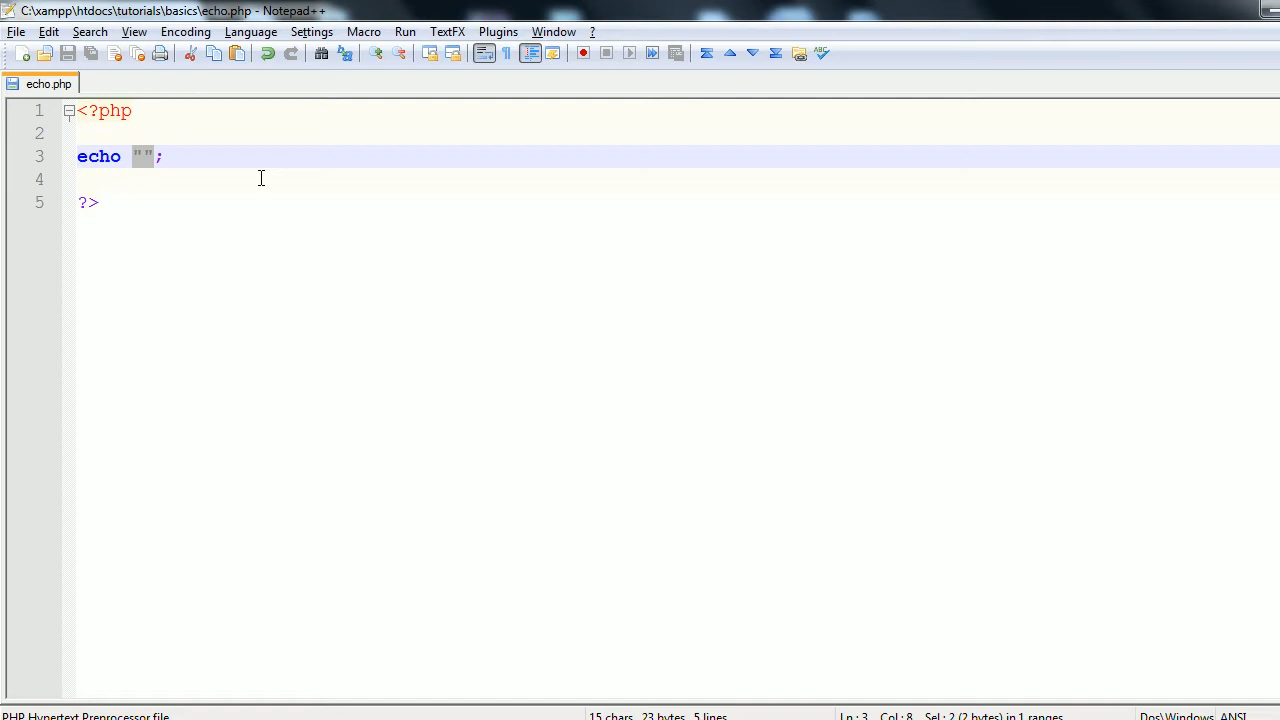 C:\xampp\htdocs\tutorials\basics\echo.php - Notepad++
File Edit Search View Encoding Language Settings Macro Run TextFX Plugins Window ?
echo.php
1 <?php
2
3 echo "";
4
5 ?>
PHP Hypertext Preprocessor file 15 chars 23 bytes 5 lines Ln : 3 Col : 8 Sel : 2 (2 bytes) in 1 ranges Dos\Windows ANSI